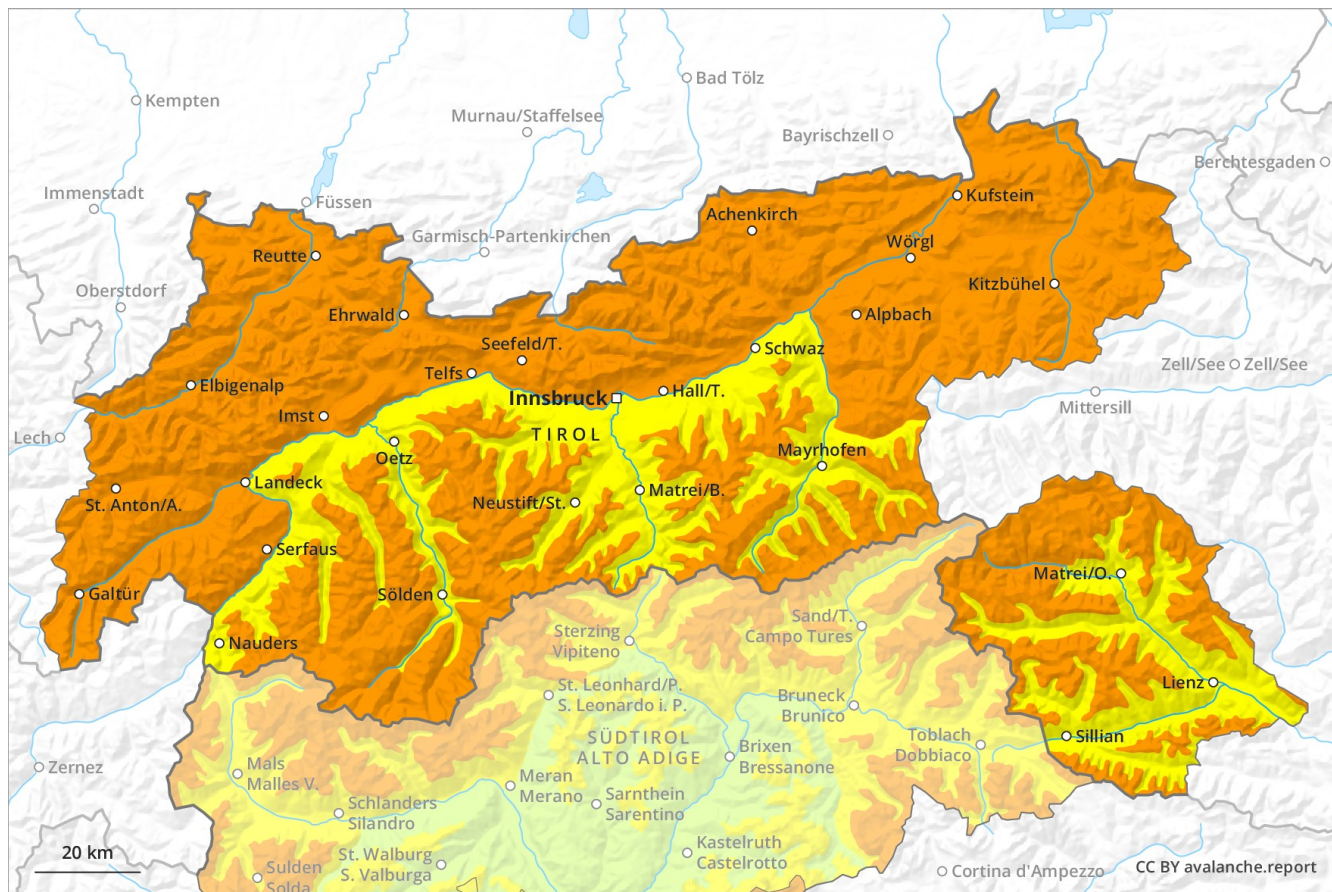 Kempten
Bad Tölz
Murnau/Staffelsee
Bayrischzell
Berchtesgaden
Immenstadt
Füssen
Kufstein
Achenkirch
Garmisch-Partenkirchen
Wörgl
Reutte
Oberstdorf
Kitzbühel
Ehrwald
Alpbach
Seefeld/T.
Schwaz
Zell/See
Zell/See
Telfs
Elbigenalp
Hall/T.
Innsbruck
Mittersill
Imst
Lech
TIROL
Oetz
Mayrhofen
Landeck
St. Anton/A.
Neustift/St.
Matrei/B.
Serfaus
Matrei/O.
Galtür
Sölden
Sand/T.
Campo Tures
Sterzing
Vipiteno
Nauders
Lienz
St. Leonhard/P.
S. Leonardo i. P.
Bruneck
Brunico
Sillian
SÜDTIROL
ALTO ADIGE
Toblach
Dobbiaco
Brixen
Bressanone
Zernez
Mals
Malles V.
Meran
Merano
Sarnthein
Sarentino
Schlanders
Silandro
Kastelruth
Castelrotto
20 km
St. Walburg
S. Valburga
Sulden
Solda
Cortina d'Ampezzo
CC BY avalanche.report